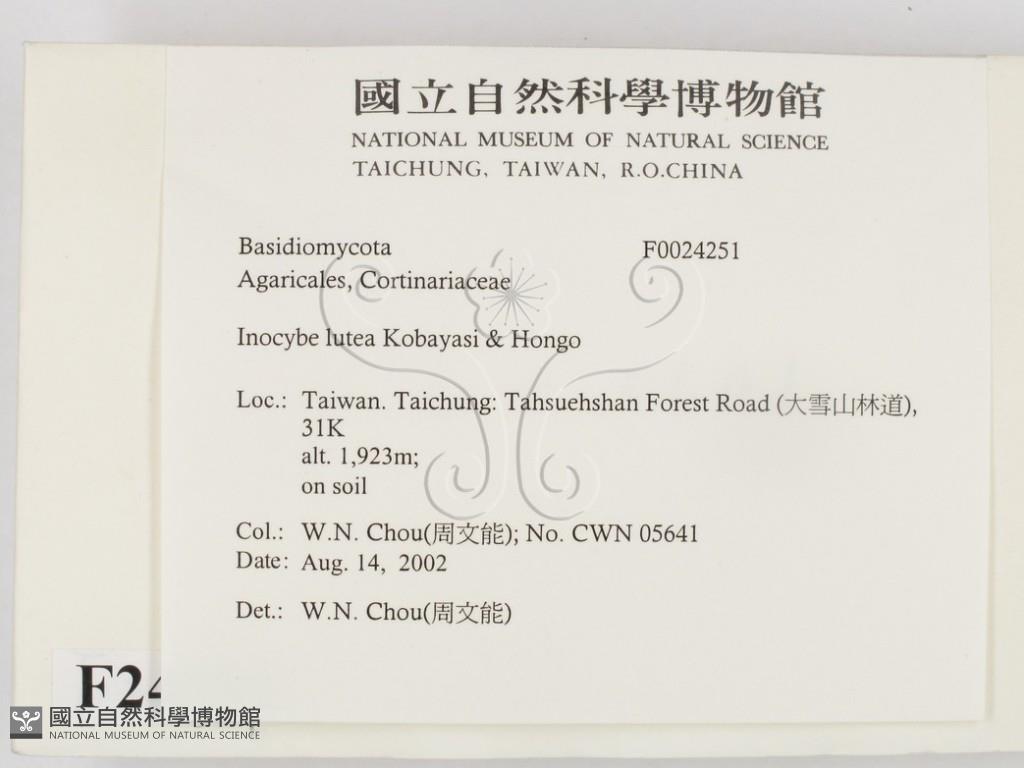 國立自然科學博物館
NATIONAL MUSEUM OF NATURAL SCIENCE
TAICHUNG, TAIWAN, R.O.CHINA
Basidiomycota F0024251
Agaricales, Cortinariaceae
Inocybe lutea Kobayasi & Hongo
Loc.: Taiwan. Taichung: Tahsuehshan Forest Road (大雪山林道),
31K
alt. 1,923m;
on soil
Col.: W.N. Chou(周文能); No. CWN 05641
Date: Aug. 14, 2002
Det.: W.N. Chou(周文能)
F24
國立自然科學博物館
NATIONAL MUSEUM OF NATURAL SCIENCE